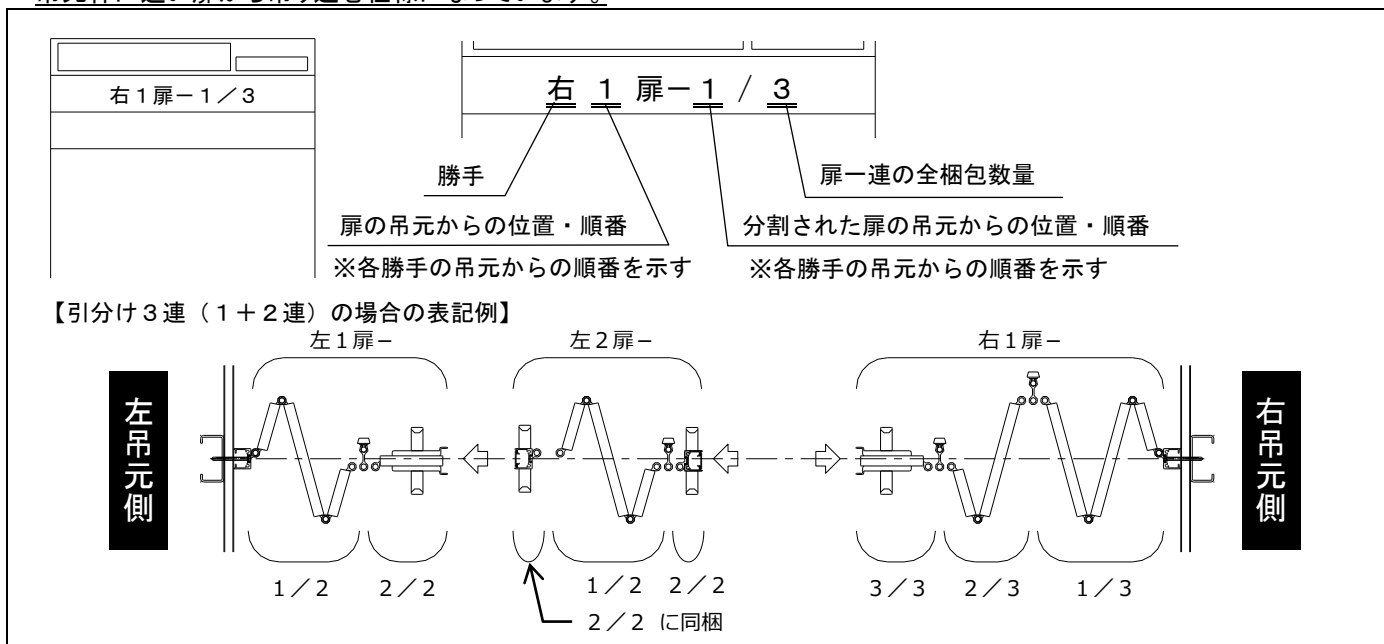 右１扉－１／３
右 １ 扉－１ / ３
勝手
扉一連の全梱包数量
扉の吊元からの位置・順番
分割された扉の吊元からの位置・順番
※各勝手の吊元からの順番を示す
※各勝手の吊元からの順番を示す
【引分け３連（１＋２連）の場合の表記例】
左１扉－
左２扉－
右１扉－
左吊元側
右吊元側
１／２
２／２
１／２
２／２
３／３
２／３
１／３
２／２ に同梱